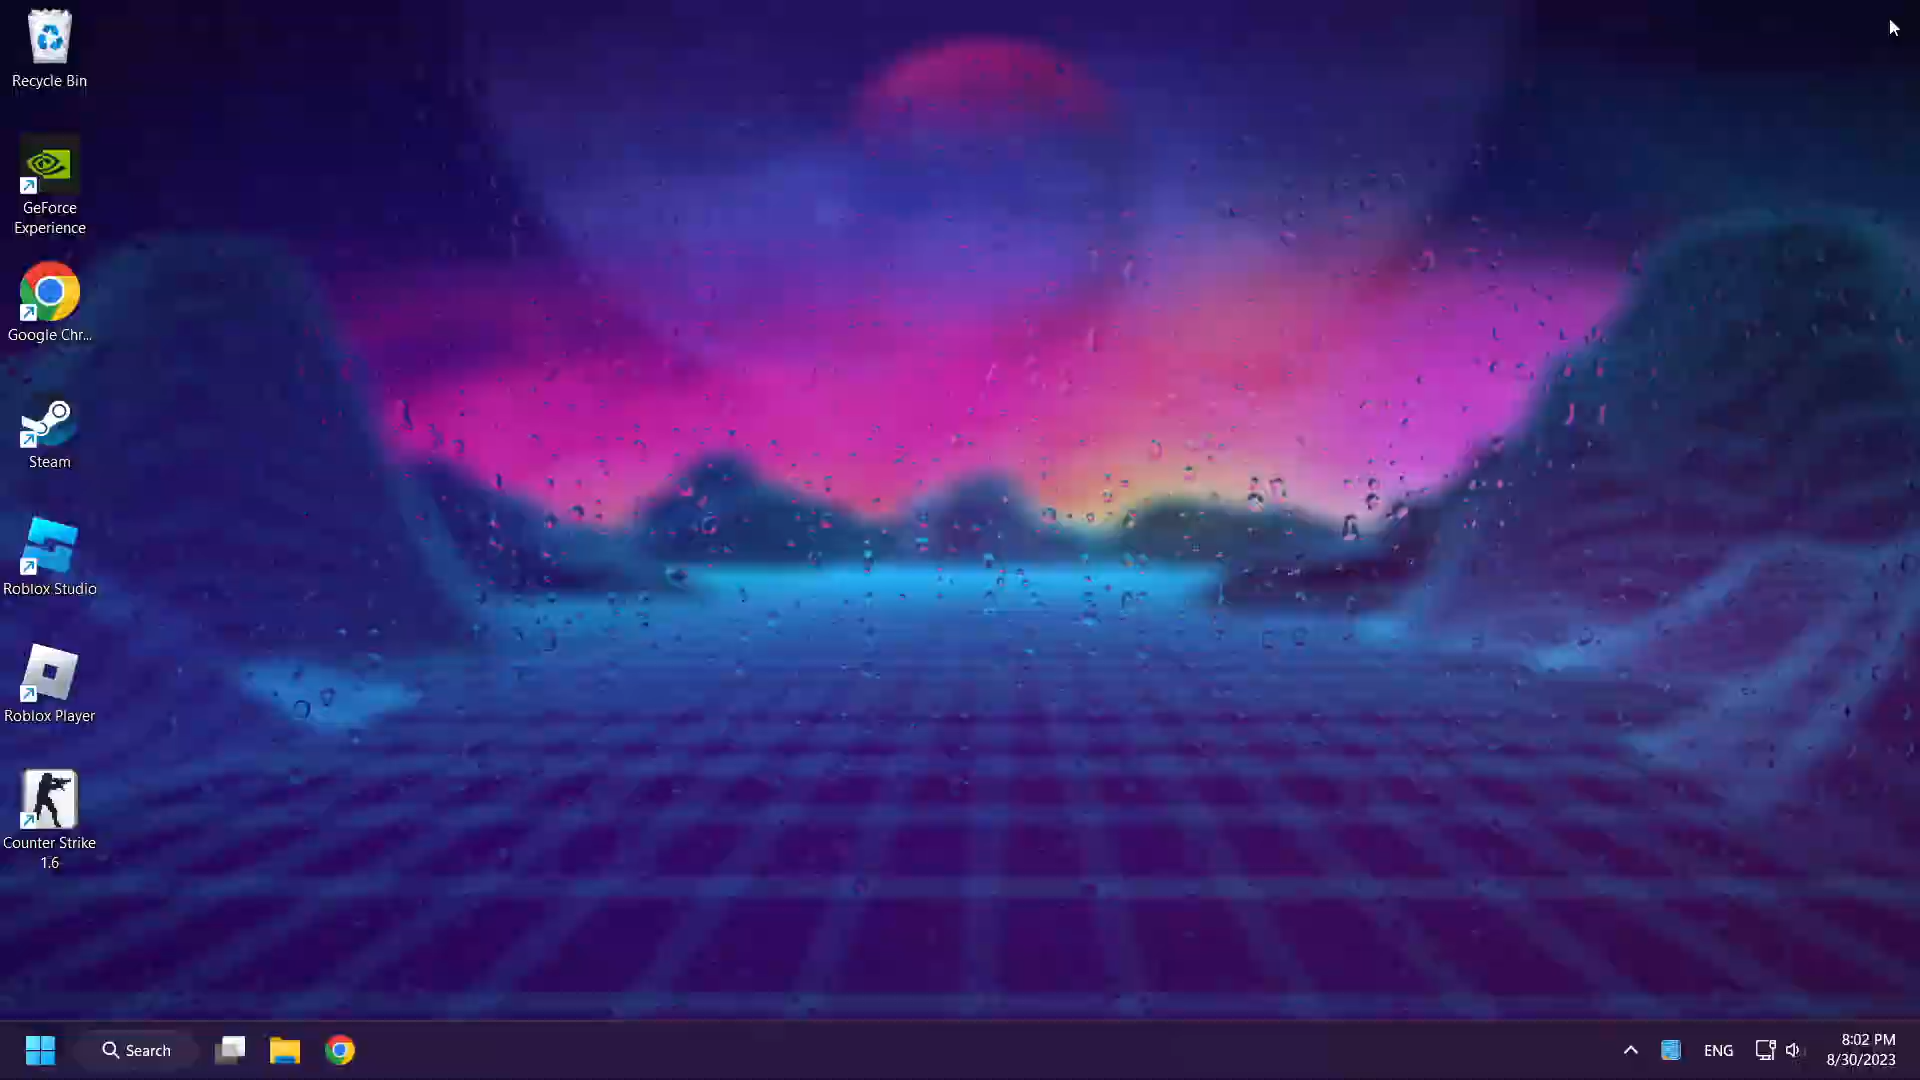 Recycle Bin
GeForce
Experience
Google Chr...
Steam
Roblox Studio
Roblox Player
Counter Strike
1.6
Search
ENG
8:02 PM
8/30/2023